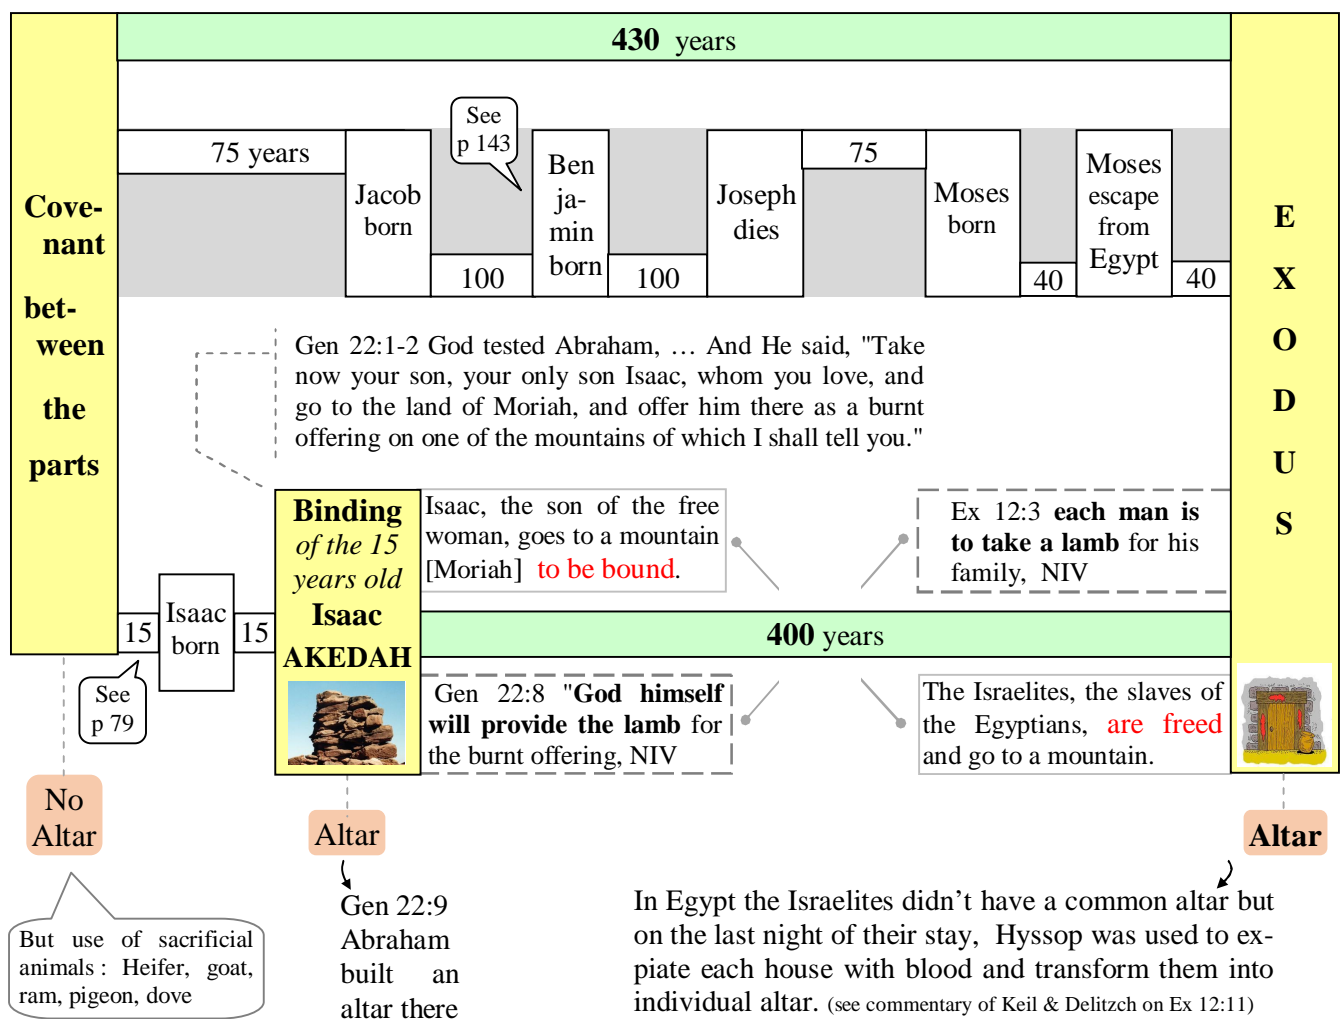 430 years
See
p 143
75 years
Jacob
born
100
Ben
ja-
min
born
100
Joseph
dies
75
Moses
born
40
Moses
escape
from
Egypt
40
Cove-
nant
bet-
ween
the
parts
E
X
O
D
U
S
Gen 22:1-2 God tested Abraham, … And He said, "Take
now your son, your only son Isaac, whom you love, and
go to the land of Moriah, and offer him there as a burnt
offering on one of the mountains of which I shall tell you."
Binding
of the 15
years old
Isaac
AKEDAH
Isaac, the son of the free
woman, goes to a mountain
[Moriah] to be bound.
Ex 12:3 each man is
to take a lamb for his
family, NIV
15
Isaac
born
15
400 years
See
p 79
Gen 22:8 "God himself
will provide the lamb for
the burnt offering, NIV
The Israelites, the slaves of
the Egyptians, are freed
and go to a mountain.
No
Altar
Altar
Altar
But use of sacrificial
animals : Heifer, goat,
ram, pigeon, dove
Gen 22:9
Abraham
built an
altar there
In Egypt the Israelites didn’t have a common altar but
on the last night of their stay, Hyssop was used to ex-
piate each house with blood and transform them into
individual altar. (see commentary of Keil & Delitzch on Ex 12:11)